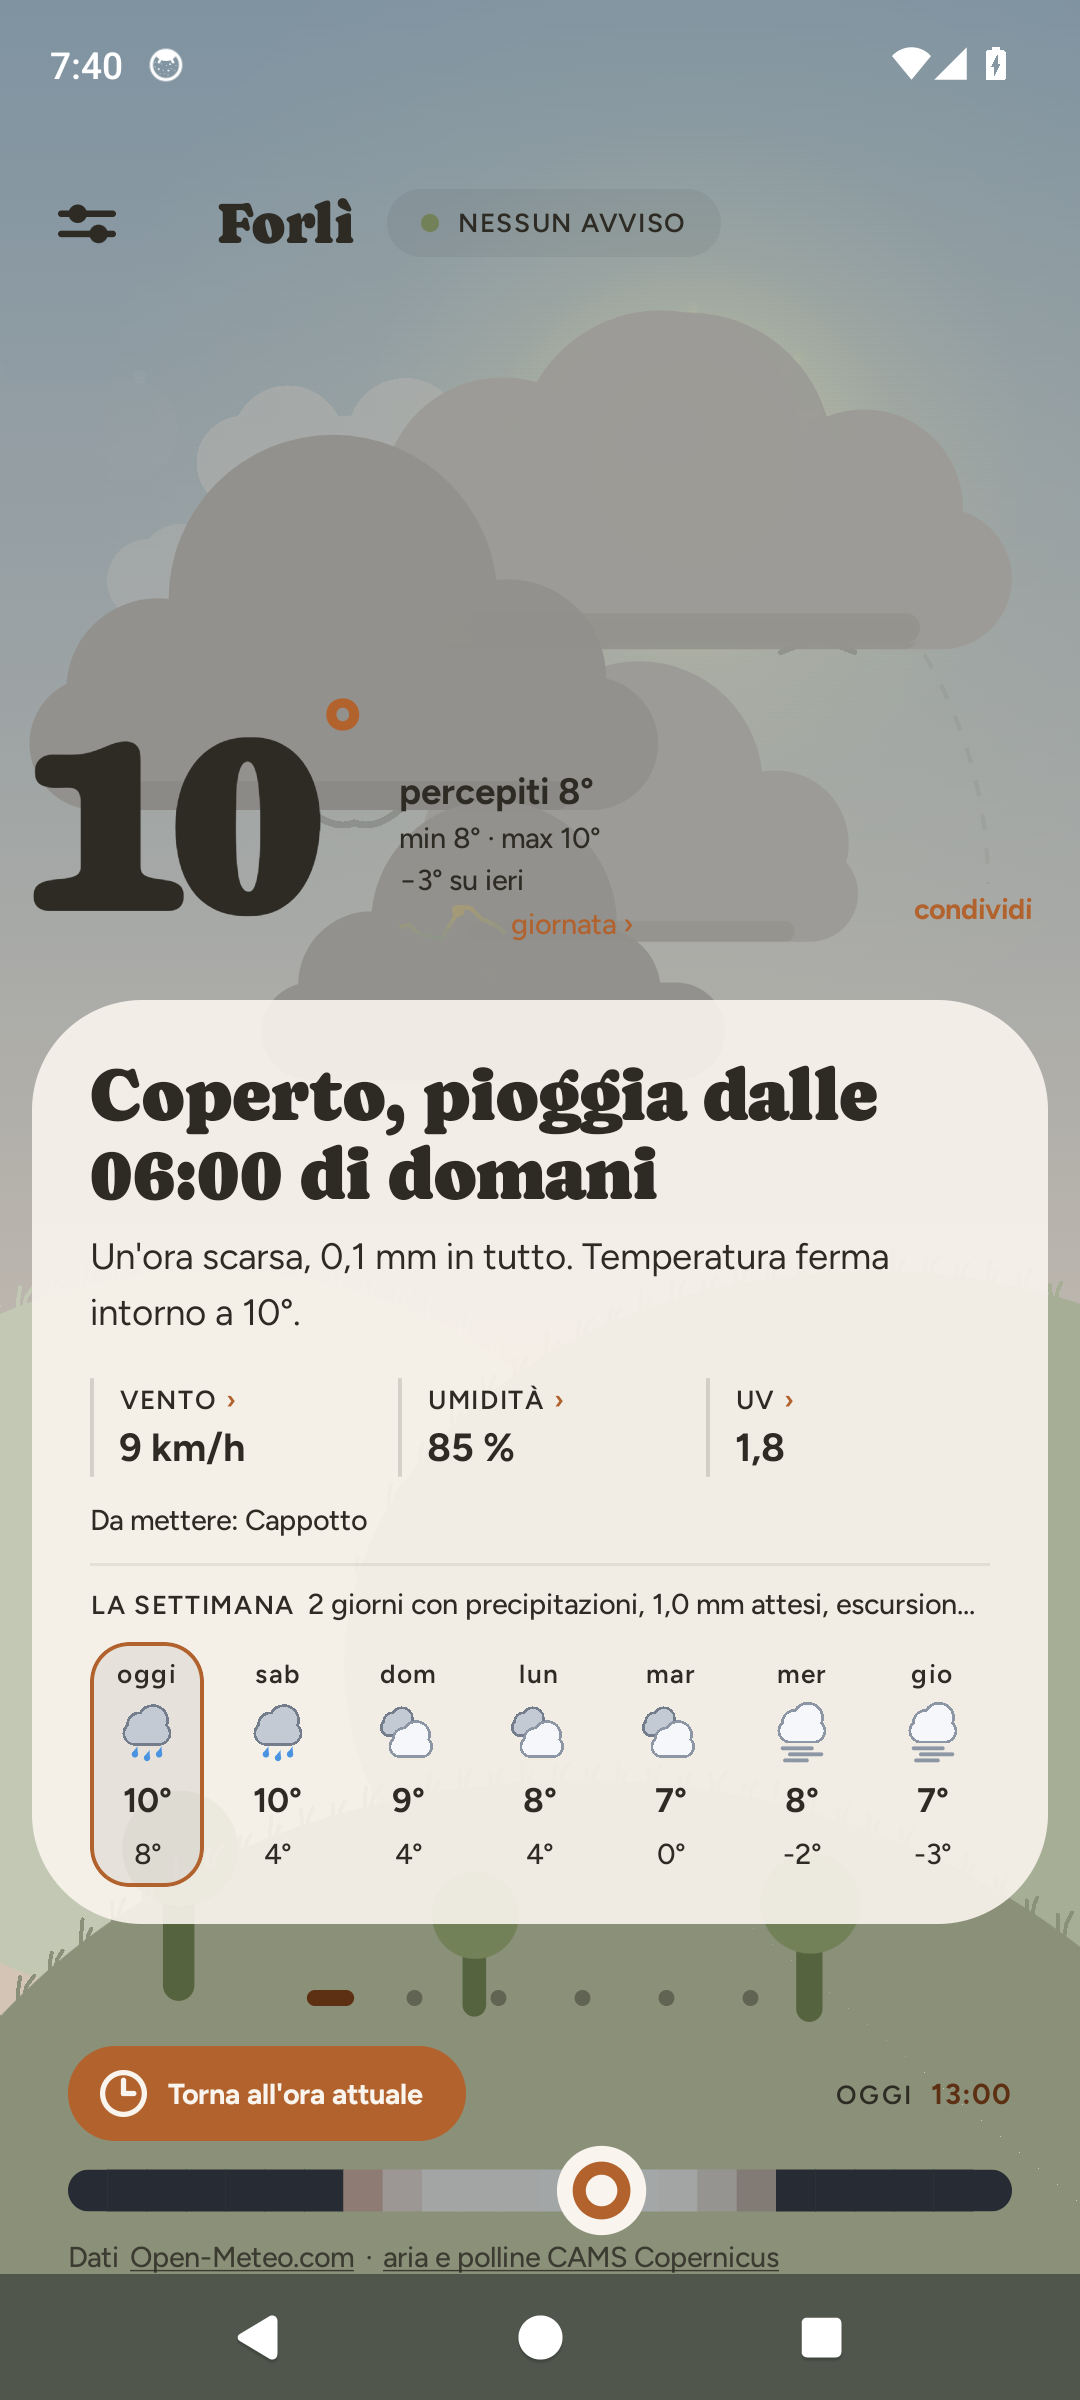 7:40
Forlì
NESSUN AVVISO
10°
percepiti 8°
min 8° · max 10°
−3° su ieri
giornata ›
condividi
Coperto, pioggia dalle
06:00 di domani
Un'ora scarsa, 0,1 mm in tutto. Temperatura ferma
intorno a 10°.
VENTO › UMIDITÀ › UV ›
9 km/h 85 % 1,8
Da mettere: Cappotto
LA SETTIMANA 2 giorni con precipitazioni, 1,0 mm attesi, escursion...
oggi sab dom lun mar mer gio
10° 10° 9° 8° 7° 8° 7°
8° 4° 4° 4° 0° -2° -3°
Torna all'ora attuale
OGGI 13:00
Dati Open-Meteo.com · aria e polline CAMS Copernicus